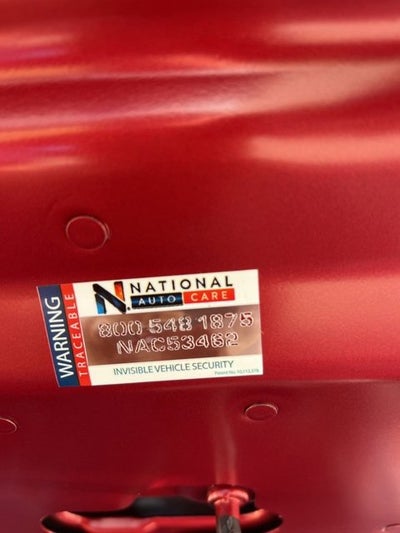 WARNING
TRACEABLE
N. NATIONAL
AUTO CARE
800 548 1875
NAC53462
INVISIBLE VEHICLE SECURITY